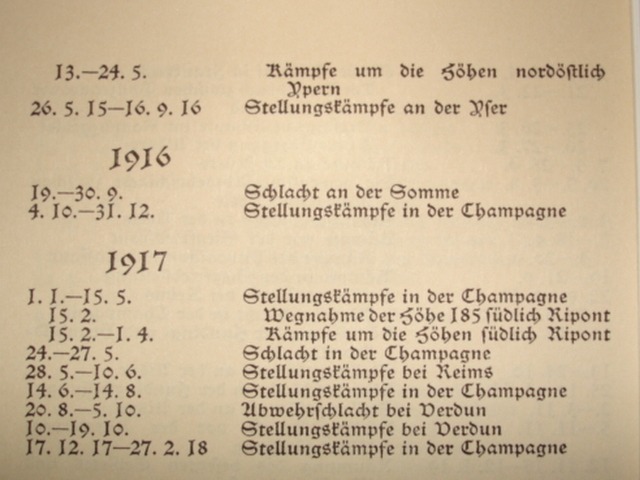 13.—24. 5. Kämpfe um die Höhen nordöstlich
Ypern
26. 5. 15—16. 9. 16 Stellungskämpfe an der Yser
1916
19.—30. 9. Schlacht an der Somme
4. 10.—31. 12. Stellungskämpfe in der Champagne
1917
1. 1.—15. 5. Stellungskämpfe in der Champagne
15. 2. Wegnahme der Höhe 185 südlich Ripont
15. 2.—1. 4. Kämpfe um die Höhen südlich Ripont
24.—27. 5. Schlacht in der Champagne
28. 5.—10. 6. Stellungskämpfe bei Reims
14. 6.—14. 8. Stellungskämpfe in der Champagne
20. 8.—5. 10. Abwehrschlacht bei Verdun
10.—19. 10. Stellungskämpfe bei Verdun
17. 12. 17—27. 2. 18 Stellungskämpfe in der Champagne